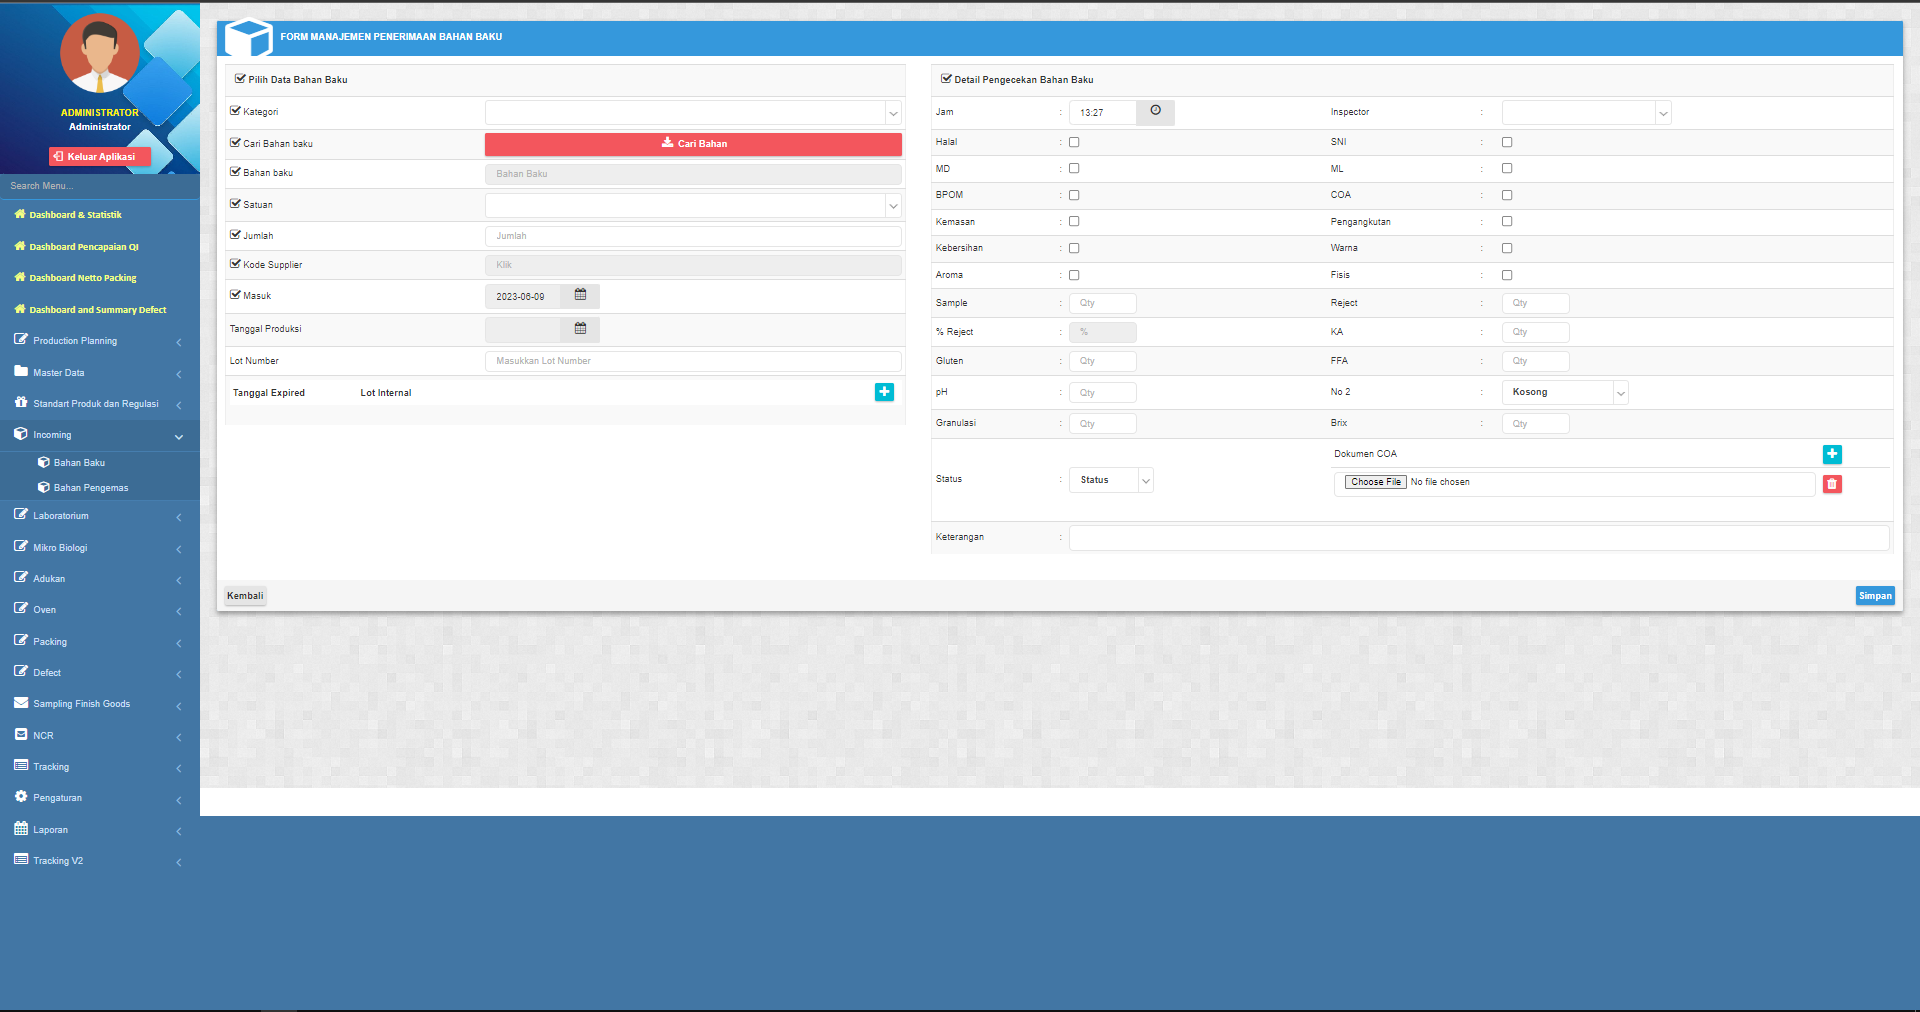 ADMINISTRATOR
Administrator
Keluar Aplikasi
Search Menu...
Dashboard & Statistik
Dashboard Pencapaian QI
Dashboard Netto Packing
Dashboard and Summary Defect
Production Planning
Master Data
Standart Produk dan Regulasi
Incoming
Bahan Baku
Bahan Pengemas
Laboratorium
Mikro Biologi
Adukan
Oven
Packing
Defect
Sampling Finish Goods
NCR
Tracking
Pengaturan
Laporan
Tracking V2
FORM MANAJEMEN PENERIMAAN BAHAN BAKU
Pilih Data Bahan Baku
Kategori
Cari Bahan baku Cari Bahan
Bahan baku Bahan Baku
Satuan
Jumlah Jumlah
Kode Supplier Klik
Masuk 2023-06-09
Tanggal Produksi
Lot Number Masukkan Lot Number
Tanggal Expired Lot Internal
Detail Pengecekan Bahan Baku
Jam : 13:27 Inspector :
Halal : SNI :
MD : ML :
BPOM : COA :
Kemasan : Pengangkutan :
Kebersihan : Warna :
Aroma : Fisis :
Sample : Qty Reject : Qty
% Reject : % KA : Qty
Gluten : Qty FFA : Qty
pH : Qty No 2 : Kosong
Granulasi : Qty Brix : Qty
Dokumen COA
Status : Status Choose File No file chosen
Keterangan :
Kembali Simpan